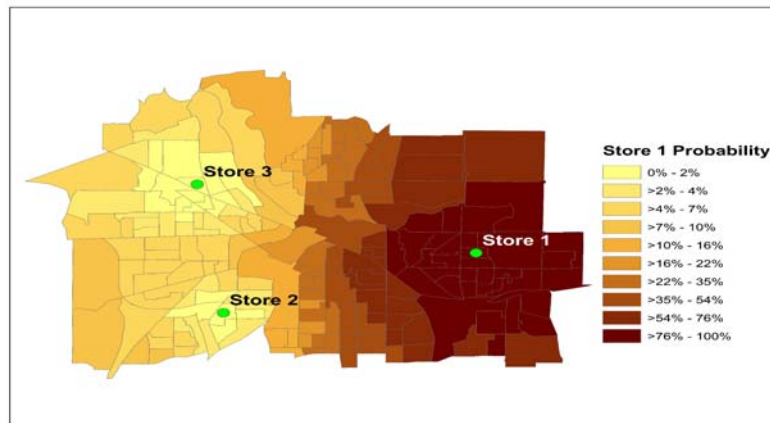 Store 3
Store 1
Store 2
Store 1 Probability
0% - 2%
>2% - 4%
>4% - 7%
>7% - 10%
>10% - 16%
>16% - 22%
>22% - 35%
>35% - 54%
>54% - 76%
>76% - 100%